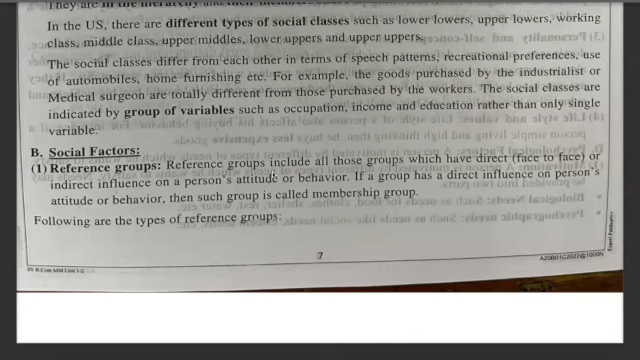 They are in the hierarchy and their
In the US, there are different types of social classes such as lower lowers, upper lowers, working
class, middle class, upper middles, lower uppers and upper uppers.
The social classes differ from each other in terms of speech patterns, recreational preferences, use
of automobiles, home furnishing etc. For example, the goods purchased by the industrialist or
Medical surgeon are totally different from those purchased by the workers. The social classes are
indicated by group of variables such as occupation, income and education rather than only single
variable.
B. Social Factors:
(1) Reference groups: Reference groups include all those groups which have direct (face to face) or
indirect influence on a person's attitude or behavior. If a group has a direct influence on person's
attitude or behavior, then such group is called membership group.
Following are the types of reference groups:
7